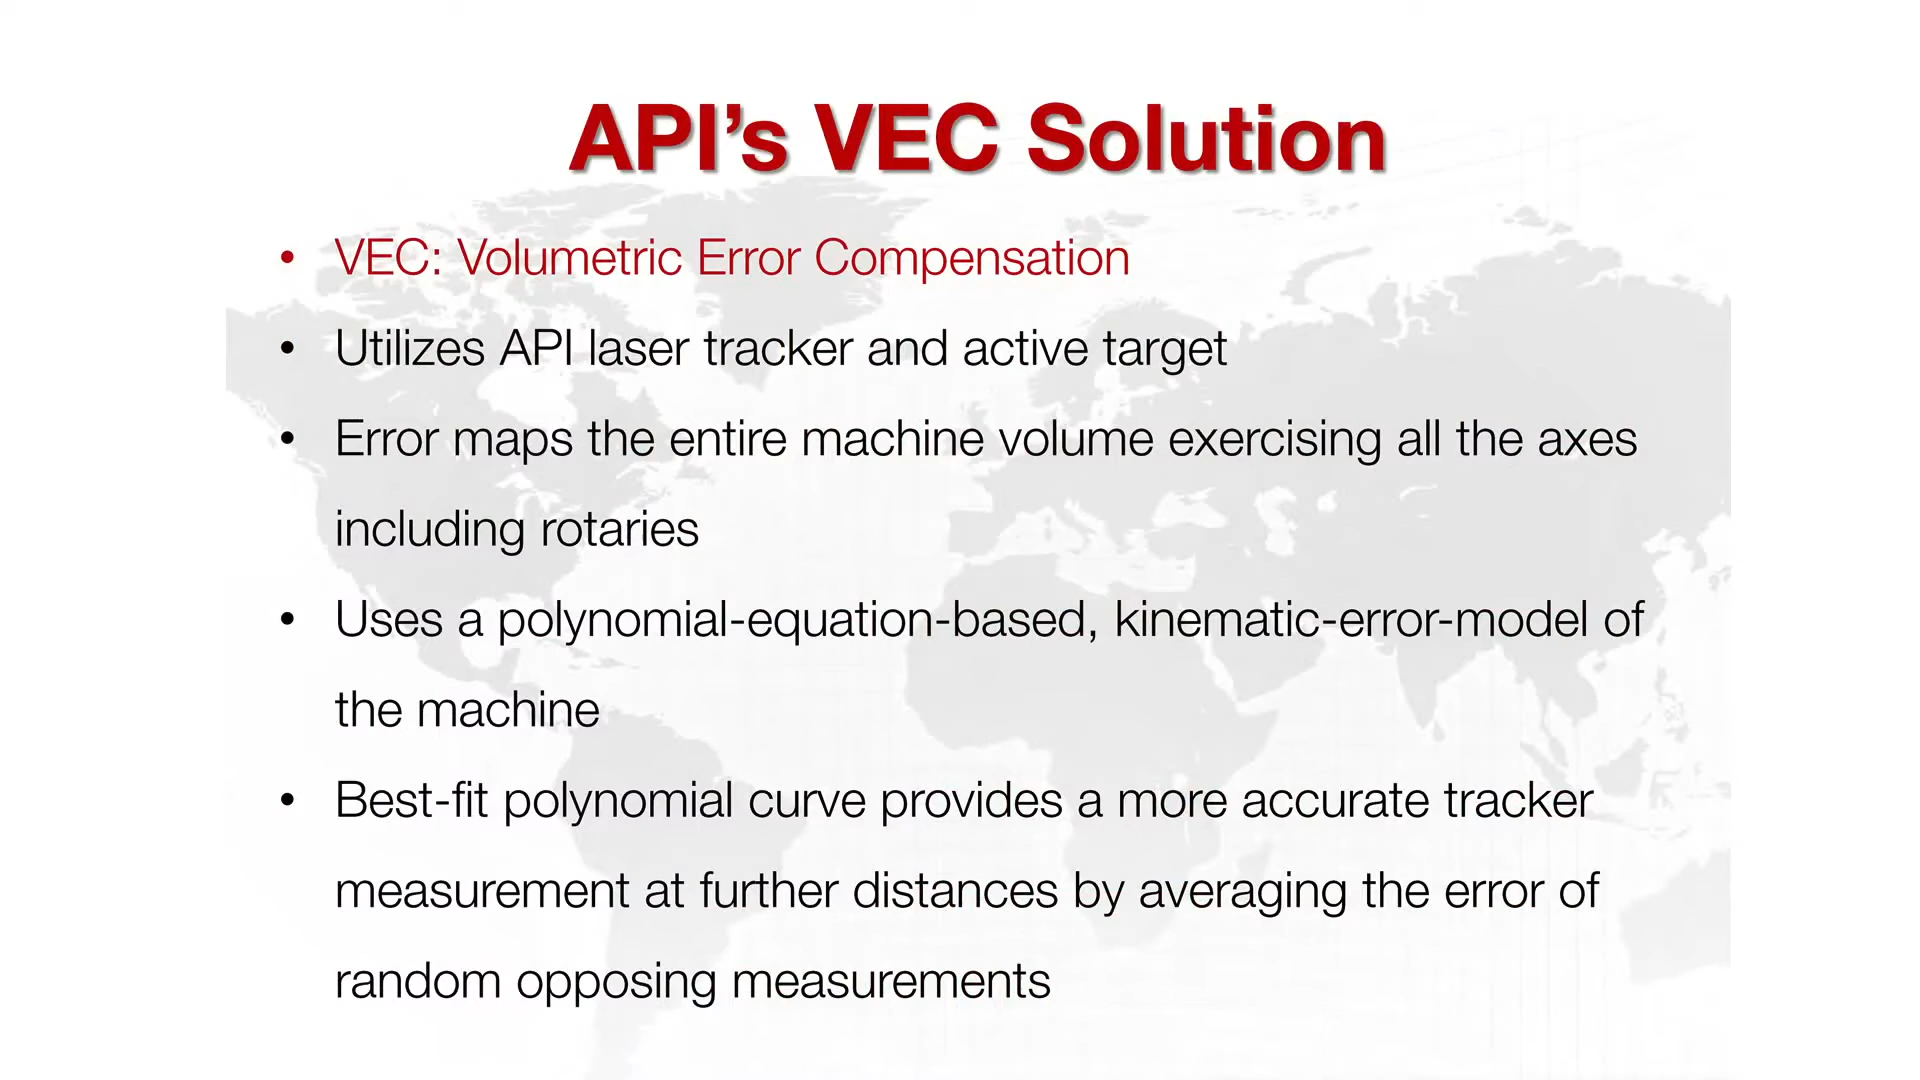 API’s VEC Solution
• VEC: Volumetric Error Compensation
• Utilizes API laser tracker and active target
• Error maps the entire machine volume exercising all the axes
including rotaries
• Uses a polynomial-equation-based, kinematic-error-model of
the machine
• Best-fit polynomial curve provides a more accurate tracker
measurement at further distances by averaging the error of
random opposing measurements